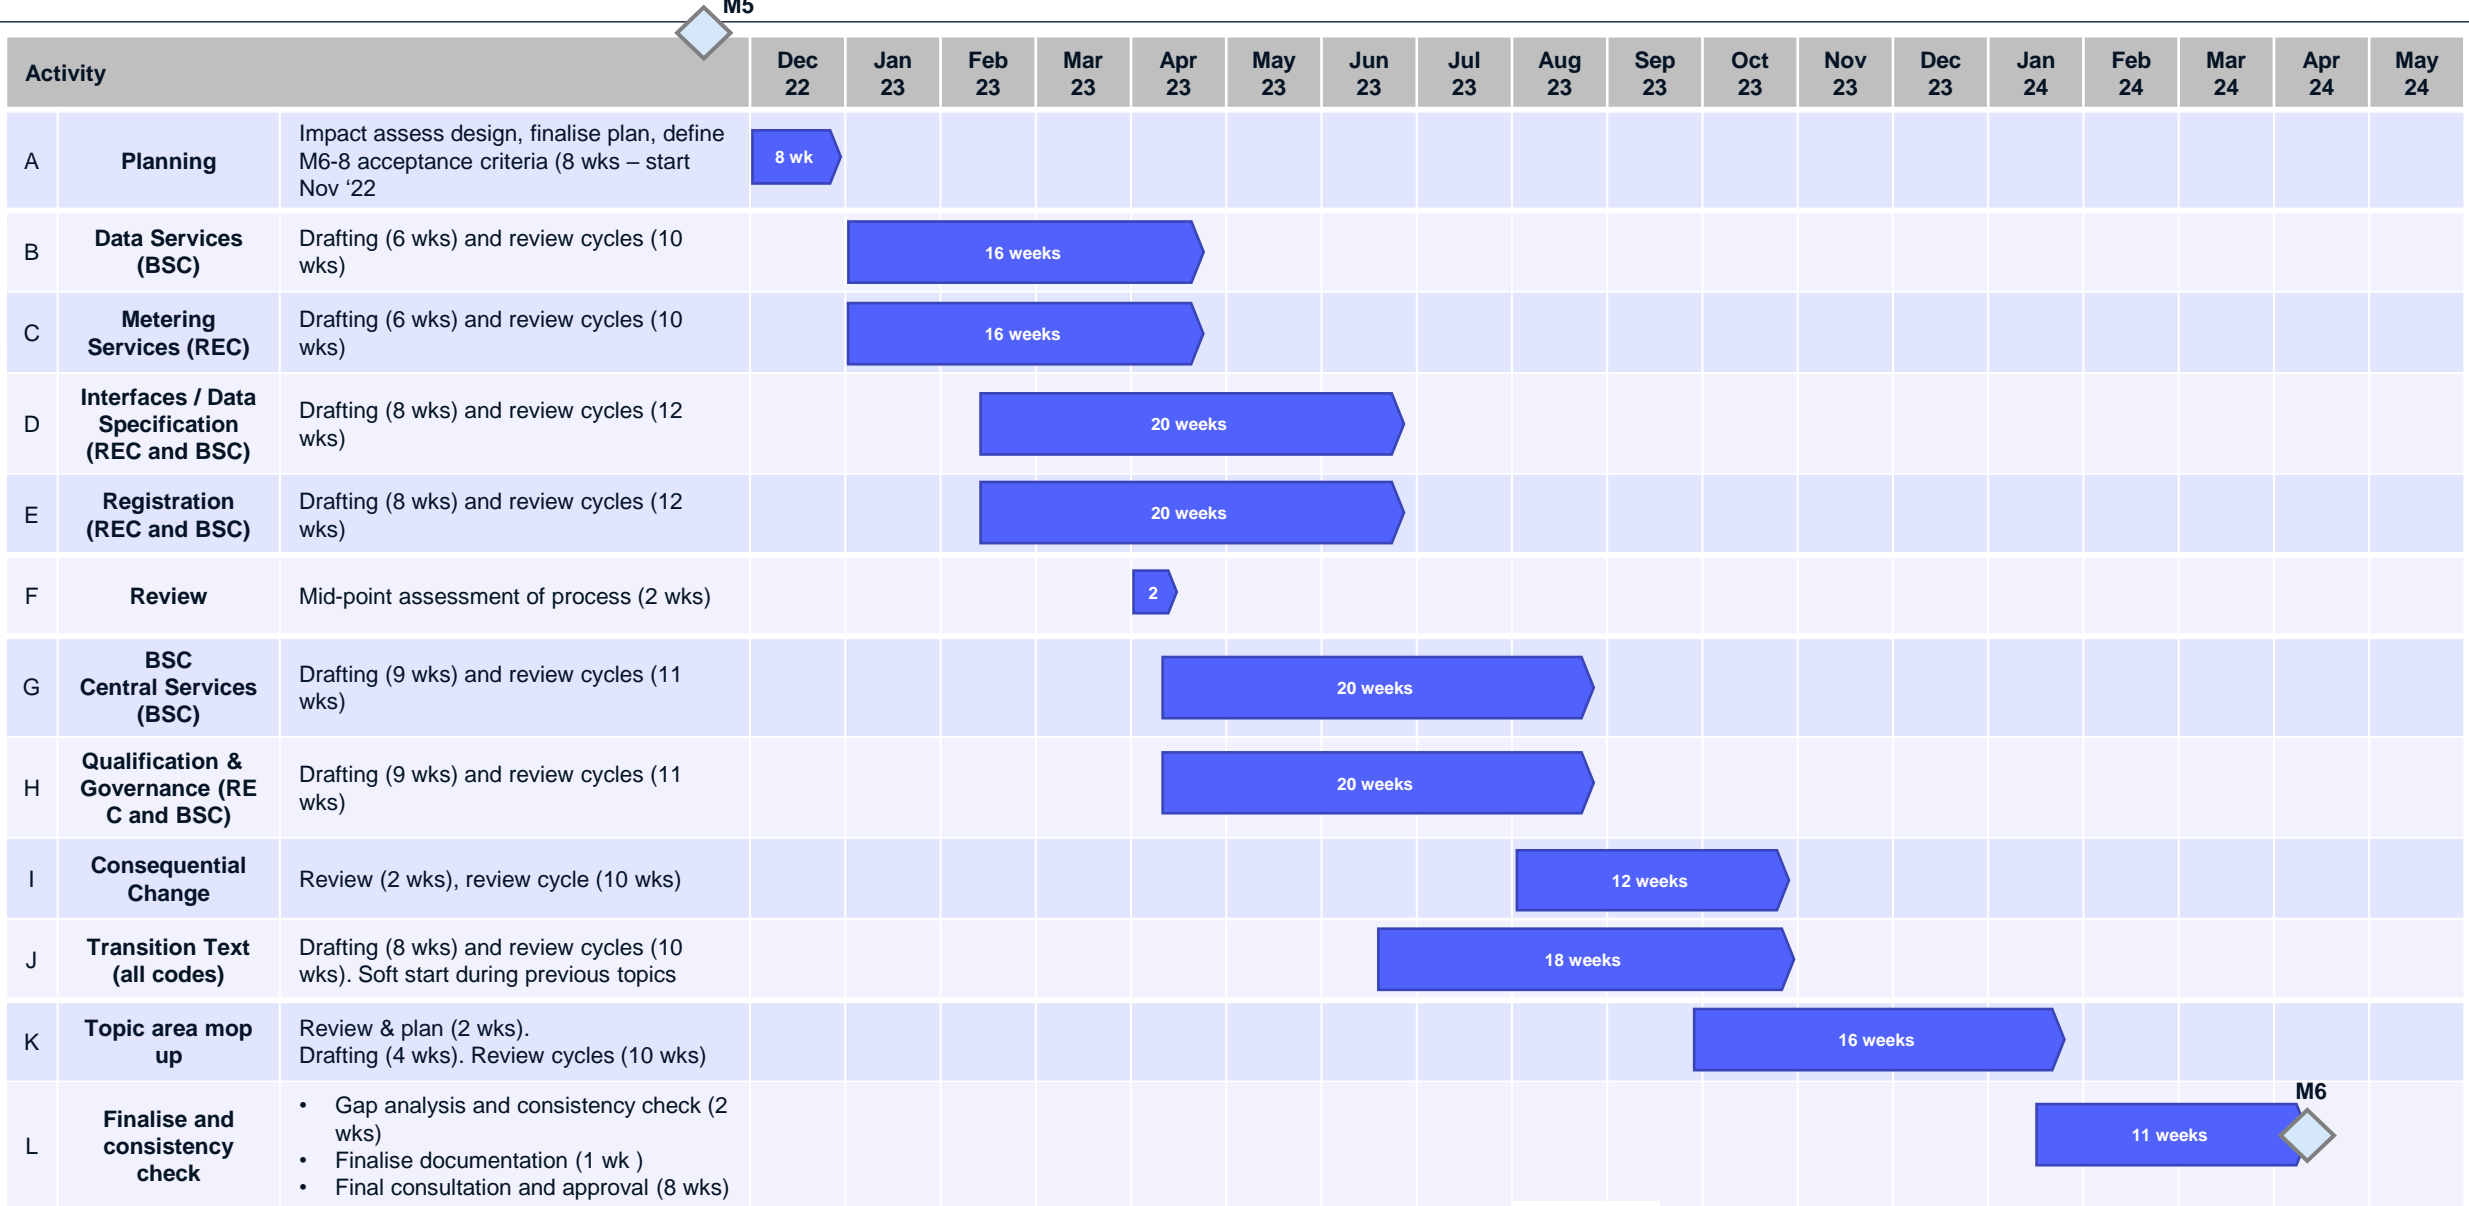 M5
Activity
Dec 22
Jan 23
Feb 23
Mar 23
Apr 23
May 23
Jun 23
Jul 23
Aug 23
Sep 23
Oct 23
Nov 23
Dec 23
Jan 24
Feb 24
Mar 24
Apr 24
May 24
A
Planning
Impact assess design, finalise plan, define
M6-8 acceptance criteria (8 wks – start
Nov ‘22
8 wk
B
Data Services
(BSC)
Drafting (6 wks) and review cycles (10
wks)
16 weeks
C
Metering
Services (REC)
Drafting (6 wks) and review cycles (10
wks)
16 weeks
D
Interfaces / Data
Specification
(REC and BSC)
Drafting (8 wks) and review cycles (12
wks)
20 weeks
E
Registration
(REC and BSC)
Drafting (8 wks) and review cycles (12
wks)
20 weeks
F
Review
Mid-point assessment of process (2 wks)
2
G
BSC
Central Services
(BSC)
Drafting (9 wks) and review cycles (11
wks)
20 weeks
H
Qualification &
Governance (RE
C and BSC)
Drafting (9 wks) and review cycles (11
wks)
20 weeks
I
Consequential
Change
Review (2 wks), review cycle (10 wks)
12 weeks
J
Transition Text
(all codes)
Drafting (8 wks) and review cycles (10
wks). Soft start during previous topics
18 weeks
K
Topic area mop
up
Review & plan (2 wks).
Drafting (4 wks). Review cycles (10 wks)
16 weeks
L
Finalise and
consistency
check
• Gap analysis and consistency check (2
wks)
• Finalise documentation (1 wk )
• Final consultation and approval (8 wks)
11 weeks
M6